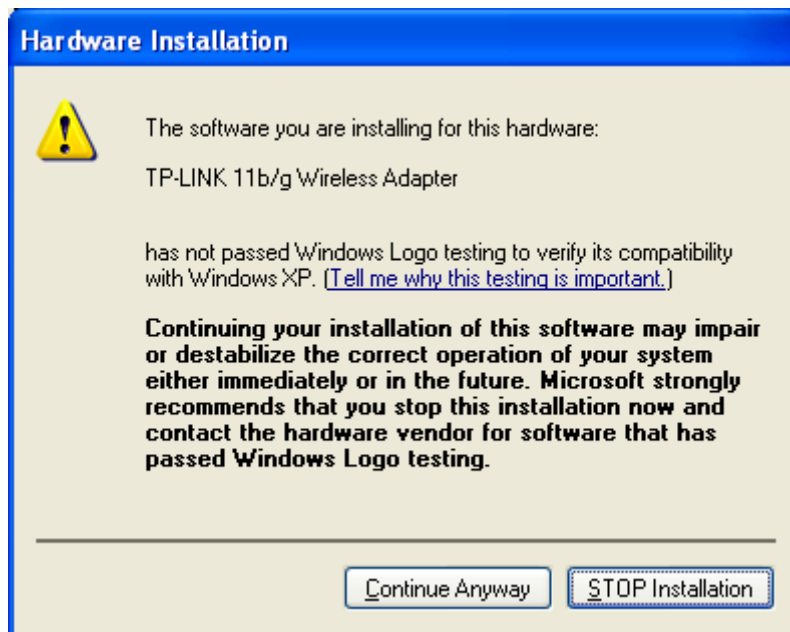 Hardware Installation
The software you are installing for this hardware:
TP-LINK 11b/g Wireless Adapter
has not passed Windows Logo testing to verify its compatibility
with Windows XP. (Tell me why this testing is important.)
Continuing your installation of this software may impair
or destabilize the correct operation of your system
either immediately or in the future. Microsoft strongly
recommends that you stop this installation now and
contact the hardware vendor for software that has
passed Windows Logo testing.
Continue Anyway
STOP Installation